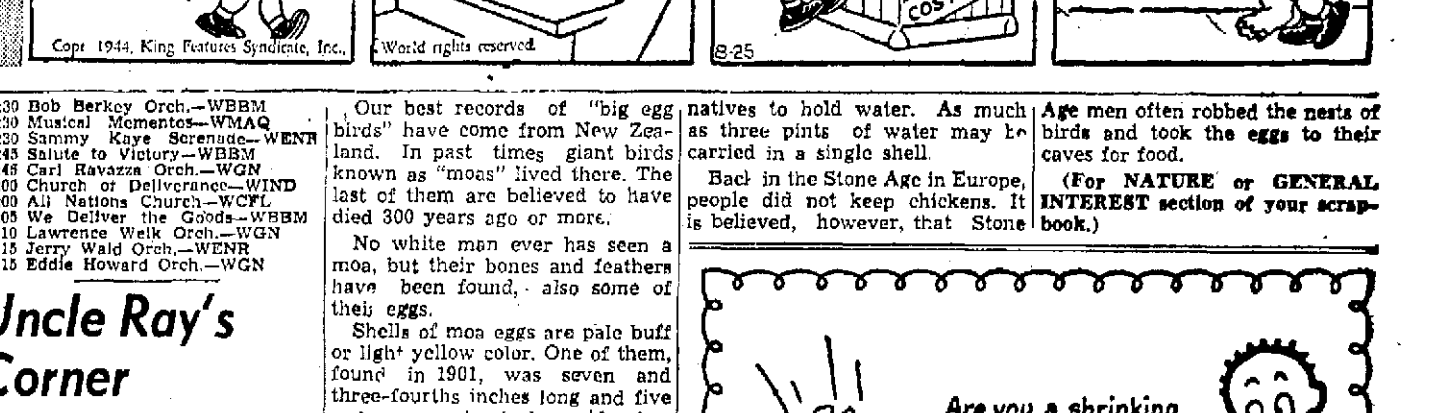 COST
Copr. 1944, King Features Syndicate, Inc.,
World rights reserved.
8-25
:30 Bob Berkey Orch.—WBBM
:30 Musical Mementos—WMAQ
:30 Sammy Kaye Serenade—WENR
:45 Salute to Victory—WBBM
:45 Carl Ravazza Orch.—WGN
:00 Church of Deliverance—WIND
:00 All Nations Church—WCFL
:05 We Deliver the Goods—WBBM
:10 Lawrence Welk Orch.—WGN
:15 Jerry Wald Orch.—WENR
:15 Eddie Howard Orch.—WGN
Uncle Ray's
Corner
Our best records of "big egg
birds" have come from New Zea-
land. In past times giant birds
known as "moas" lived there. The
last of them are believed to have
died 300 years ago or more.
No white man ever has seen a
moa, but their bones and feathers
have been found, also some of
their eggs.
Shells of moa eggs are pale buff
or light yellow color. One of them,
found in 1901, was seven and
three-fourths inches long and five
natives to hold water. As much
as three pints of water may be
carried in a single shell.
Back in the Stone Age in Europe,
people did not keep chickens. It
is believed, however, that Stone
Age men often robbed the nests of
birds and took the eggs to their
caves for food.
(For NATURE or GENERAL
INTEREST section of your scrap-
book.)
Are you a shrinking